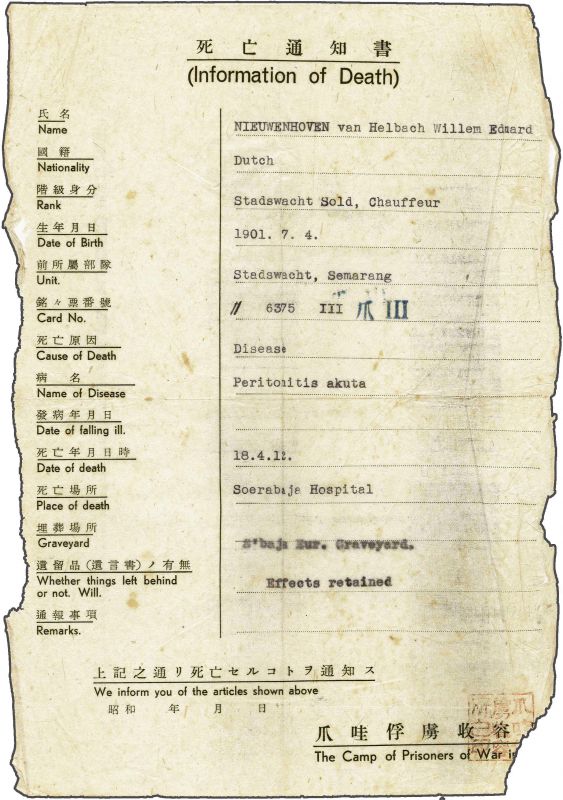 死亡通知書
(Information of Death)
氏名
Name
NIEUWENHOVEN van Helbach Willem Eduard
國籍
Nationality
Dutch
階級身分
Rank
Stadswacht Sold, Chauffeur
生年月日
Date of Birth
1901. 7. 4.
前所屬部隊
Unit.
Stadswacht, Semarang
銘々票番號
Card No.
〃 6375 III 爪 III
死亡原因
Cause of Death
Disease
病名
Name of Disease
Peritonitis akuta
發病年月日
Date of falling ill.
死亡年月日時
Date of death
18.4.12.
死亡場所
Place of death
Soerabaja Hospital
埋葬場所
Graveyard
S'baja Eur. Graveyard.
遺留品(遺言書)ノ有無
Whether things left behind
or not. Will.
Effects retained
通報事項
Remarks.
上記之通リ死亡セルコトヲ通知ス
We inform you of the articles shown above
昭和 年 月 日
爪哇俘虜收容
The Camp of Prisoners of War in